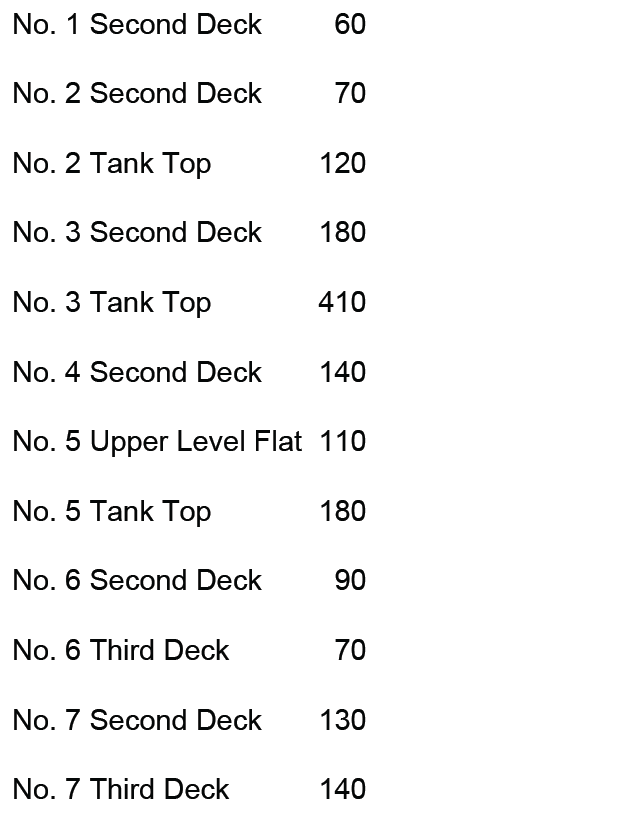 No. 1 Second Deck 60
No. 2 Second Deck 70
No. 2 Tank Top 120
No. 3 Second Deck 180
No. 3 Tank Top 410
No. 4 Second Deck 140
No. 5 Upper Level Flat 110
No. 5 Tank Top 180
No. 6 Second Deck 90
No. 6 Third Deck 70
No. 7 Second Deck 130
No. 7 Third Deck 140